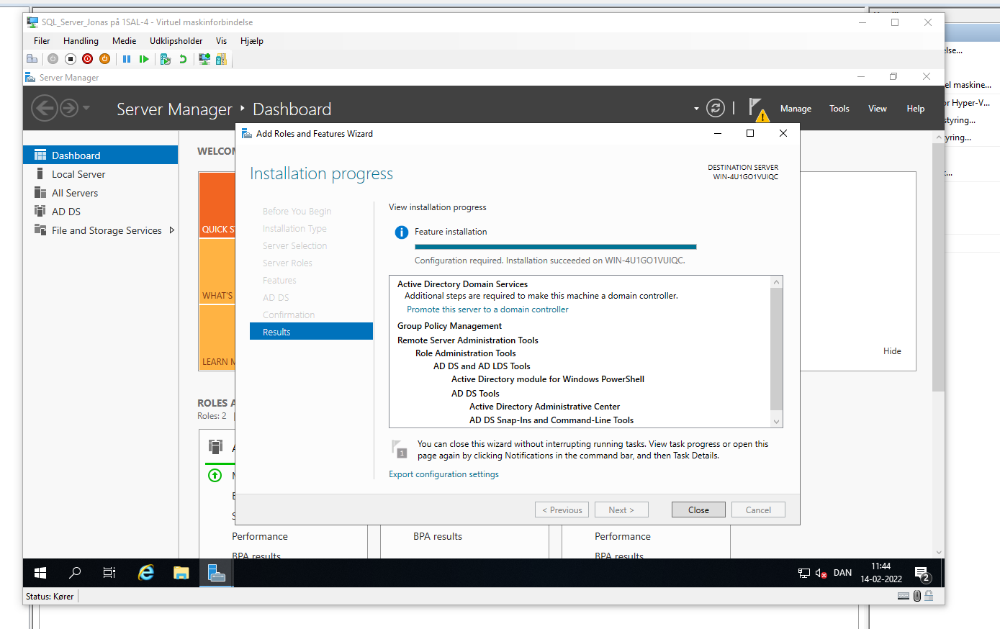 SQL_Server_Jonas på 1SAL-4 - Virtuel maskinforbindelse
Filer Handling Medie Udklipsholder Vis Hjælp
Server Manager
Server Manager Dashboard
Manage Tools View Help
Dashboard
Local Server
All Servers
AD DS
File and Storage Services
WELCOM
QUICK S
WHAT'S
LEARN M
Hide
ROLES A
Roles: 2
Performance
BPA results
BPA results
Performance
BPA results
Add Roles and Features Wizard
Installation progress
DESTINATION SERVER
WIN-4U1GO1VUIQC
Before You Begin
Installation Type
Server Selection
Server Roles
Features
AD DS
Confirmation
Results
View installation progress
Feature installation
Configuration required. Installation succeeded on WIN-4U1GO1VUIQC.
Active Directory Domain Services
Additional steps are required to make this machine a domain controller.
Promote this server to a domain controller
Group Policy Management
Remote Server Administration Tools
Role Administration Tools
AD DS and AD LDS Tools
Active Directory module for Windows PowerShell
AD DS Tools
Active Directory Administrative Center
AD DS Snap-Ins and Command-Line Tools
1
You can close this wizard without interrupting running tasks. View task progress or open this
page again by clicking Notifications in the command bar, and then Task Details.
Export configuration settings
< Previous Next > Close Cancel
DAN
11:44
14-02-2022
2
Status: Kører
else...
el maskine...
or Hyper-V...
styring...
yring...